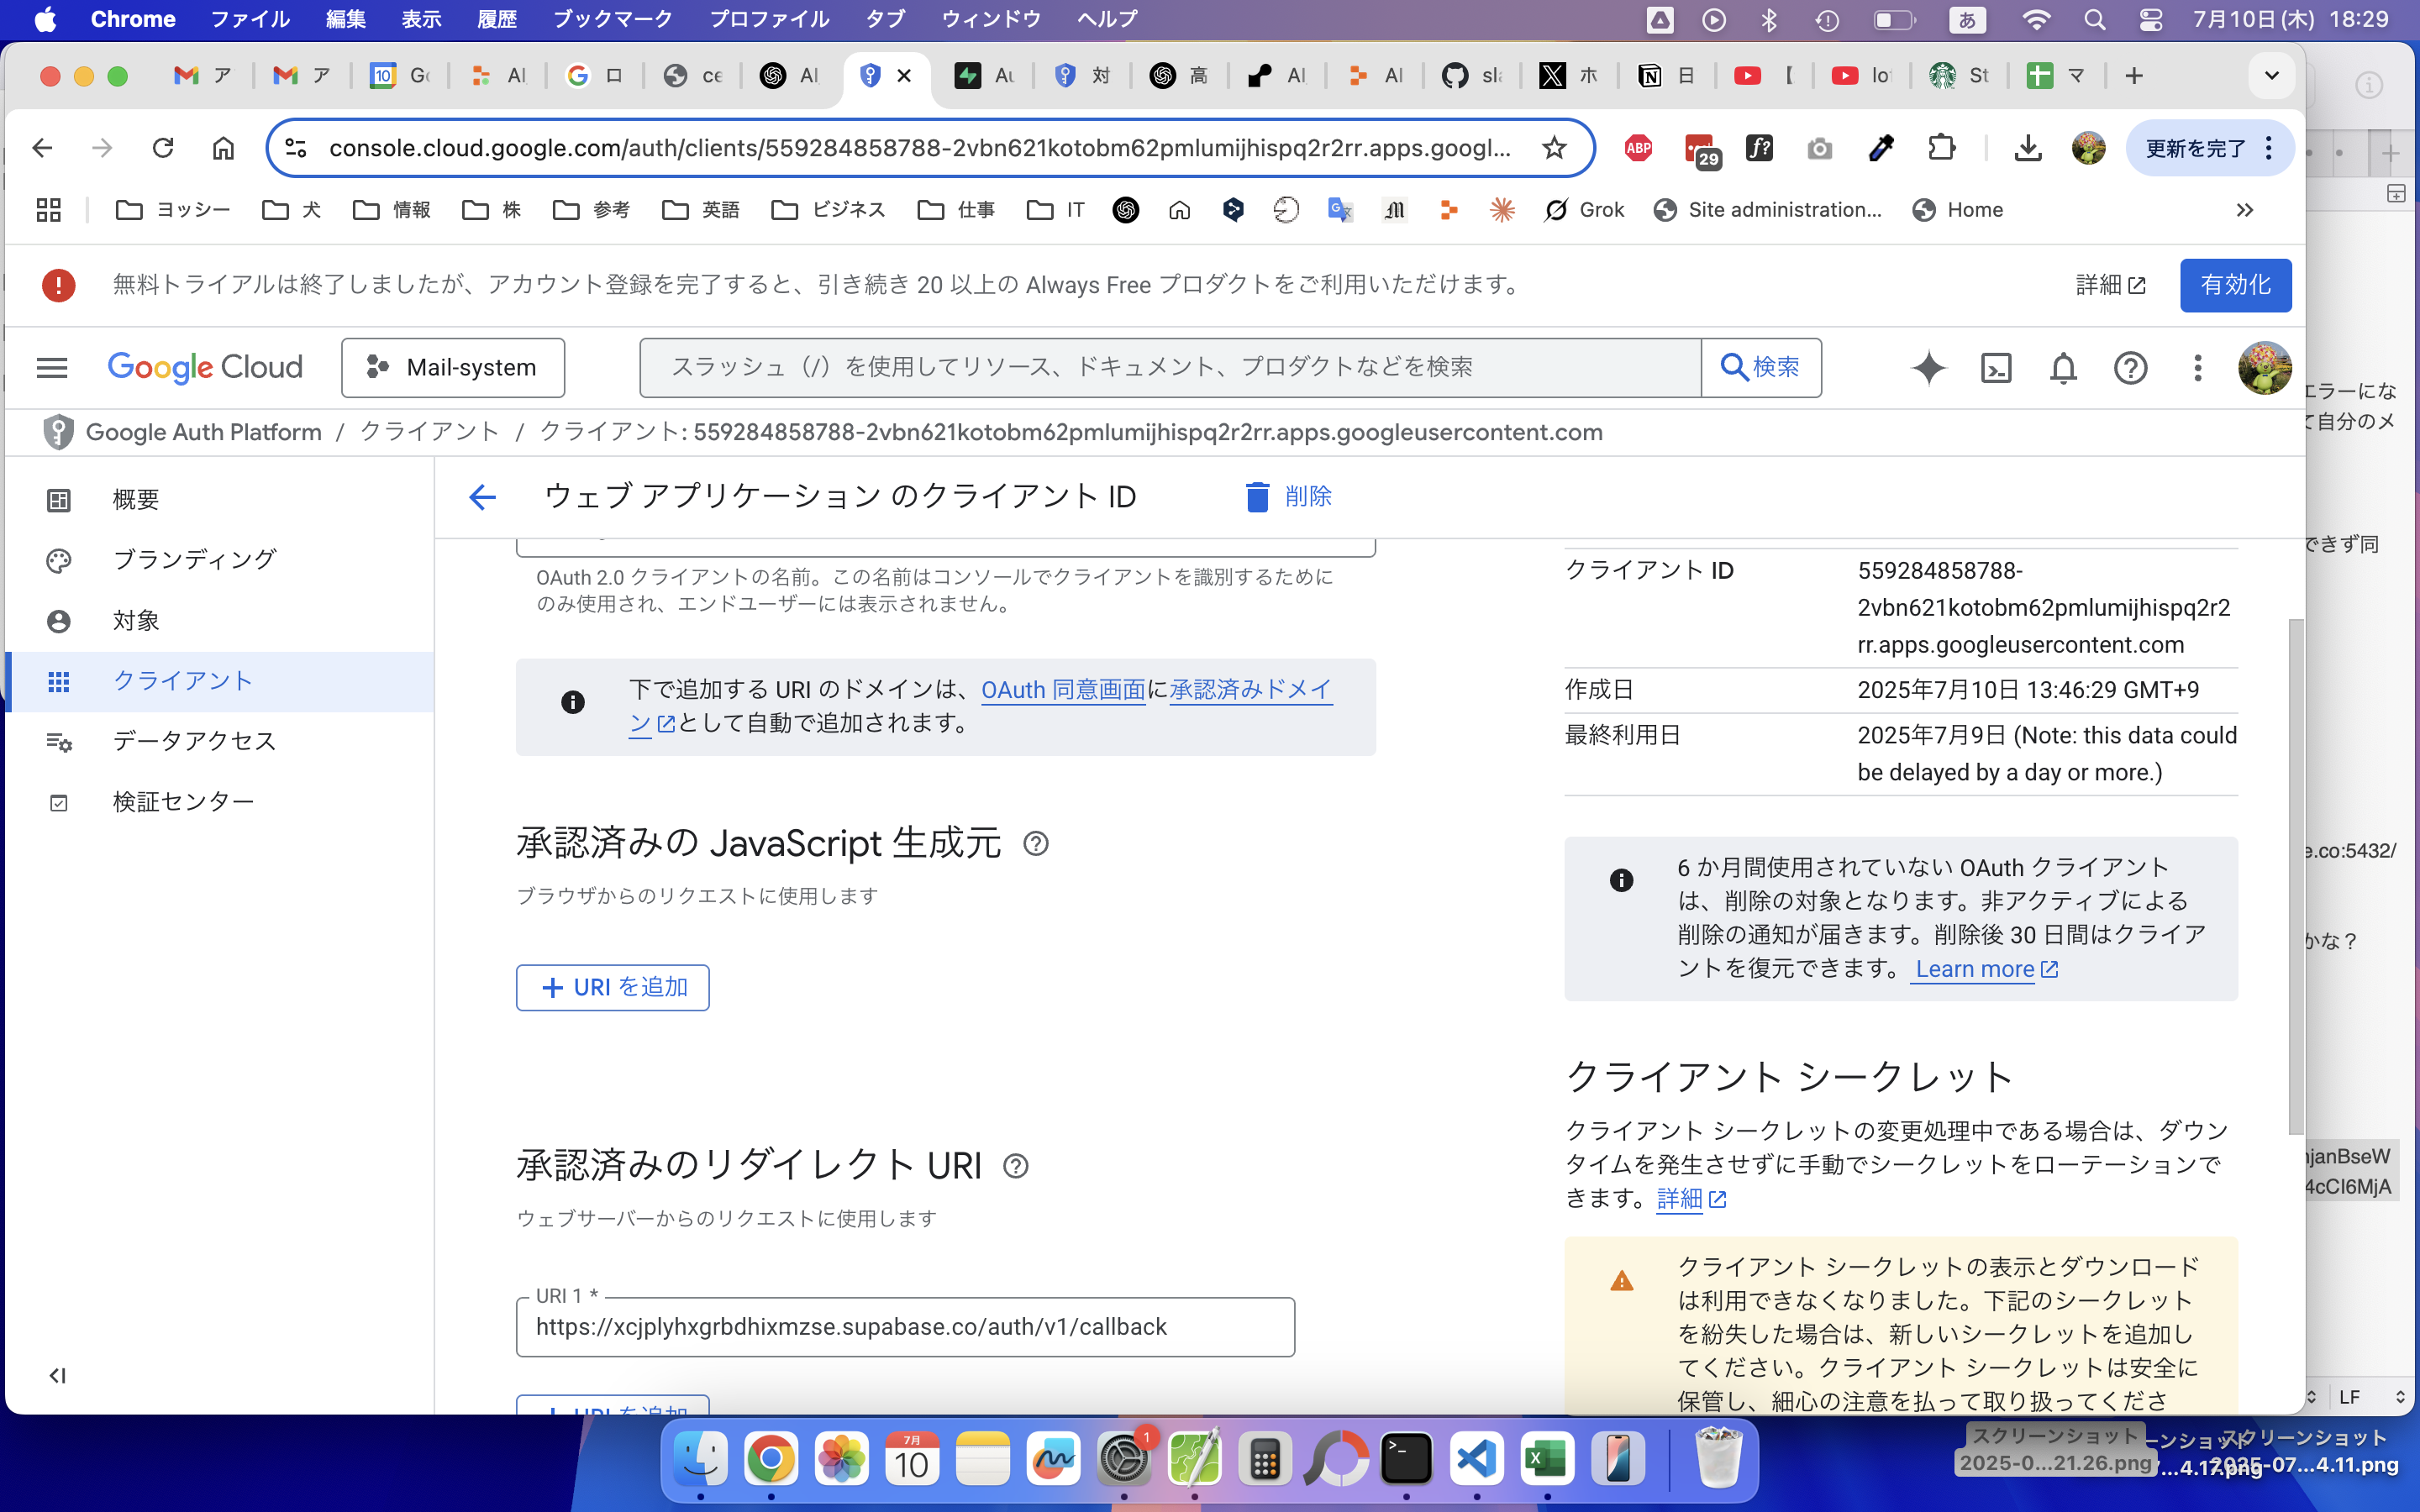 Chrome ファイル 編集 表示 履歴 ブックマーク プロファイル タブ ウィンドウ ヘルプ あ 7月10日(木) 18:29
ア ア 10 AI ロ ce AI 対 高 AI AI ホ 日 【 St マ
console.cloud.google.com/auth/clients/559284858788-2vbn621kotobm62pmlumijhispq2r2rr.apps.googl... ABP 29 f? 更新を完了
ヨッシー 犬 情報 株 参考 英語 ビジネス 仕事 IT Grok Site administration... Home
無料トライアルは終了しましたが、アカウント登録を完了すると、引き続き 20 以上の Always Free プロダクトをご利用いただけます。 詳細 有効化
Google Cloud Mail-system スラッシュ（/）を使用してリソース、ドキュメント、プロダクトなどを検索 検索
Google Auth Platform / クライアント / クライアント: 559284858788-2vbn621kotobm62pmlumijhispq2r2rr.apps.googleusercontent.com
概要
ブランディング
対象
クライアント
データアクセス
検証センター
ウェブ アプリケーション のクライアント ID 削除
OAuth 2.0 クライアントの名前。この名前はコンソールでクライアントを識別するために
のみ使用され、エンドユーザーには表示されません。
下で追加する URI のドメインは、OAuth 同意画面に承認済みドメイ
ンとして自動で追加されます。
承認済みの JavaScript 生成元
ブラウザからのリクエストに使用します
+ URI を追加
承認済みのリダイレクト URI
ウェブサーバーからのリクエストに使用します
URI 1 *
https://xcjplyhxgrbdhixmzse.supabase.co/auth/v1/callback
+ URI を追加
クライアント ID 559284858788-
2vbn621kotobm62pmlumijhispq2r2
rr.apps.googleusercontent.com
作成日 2025年7月10日 13:46:29 GMT+9
最終利用日 2025年7月9日 (Note: this data could
be delayed by a day or more.)
6 か月間使用されていない OAuth クライアント
は、削除の対象となります。非アクティブによる
削除の通知が届きます。削除後 30 日間はクライア
ントを復元できます。 Learn more
クライアント シークレット
クライアント シークレットの変更処理中である場合は、ダウン
タイムを発生させずに手動でシークレットをローテーションで
きます。詳細
クライアント シークレットの表示とダウンロード
は利用できなくなりました。下記のシークレット
を紛失した場合は、新しいシークレットを追加し
てください。クライアント シークレットは安全に
保管し、細心の注意を払って取り扱ってくださ
エラーにな
て自分のメ
できず同
e.co:5432/
かな？
njanBseW
4cCI6MjA
LF
7月
10
1
スクリーンショット
2025-0...21.26.png
ンショット
7...4.17.png
スクリーンショット
2025-07...4.11.png